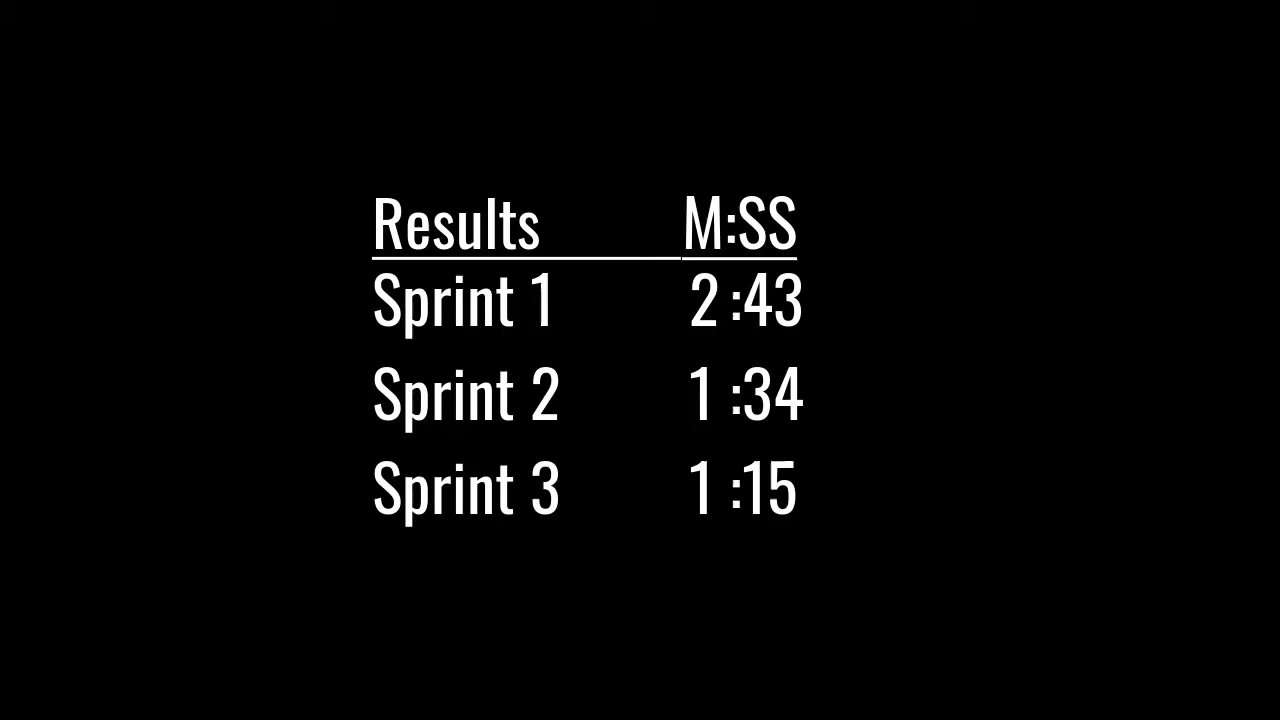 Results M:SS
Sprint 1 2 :43
Sprint 2 1 :34
Sprint 3 1 :15